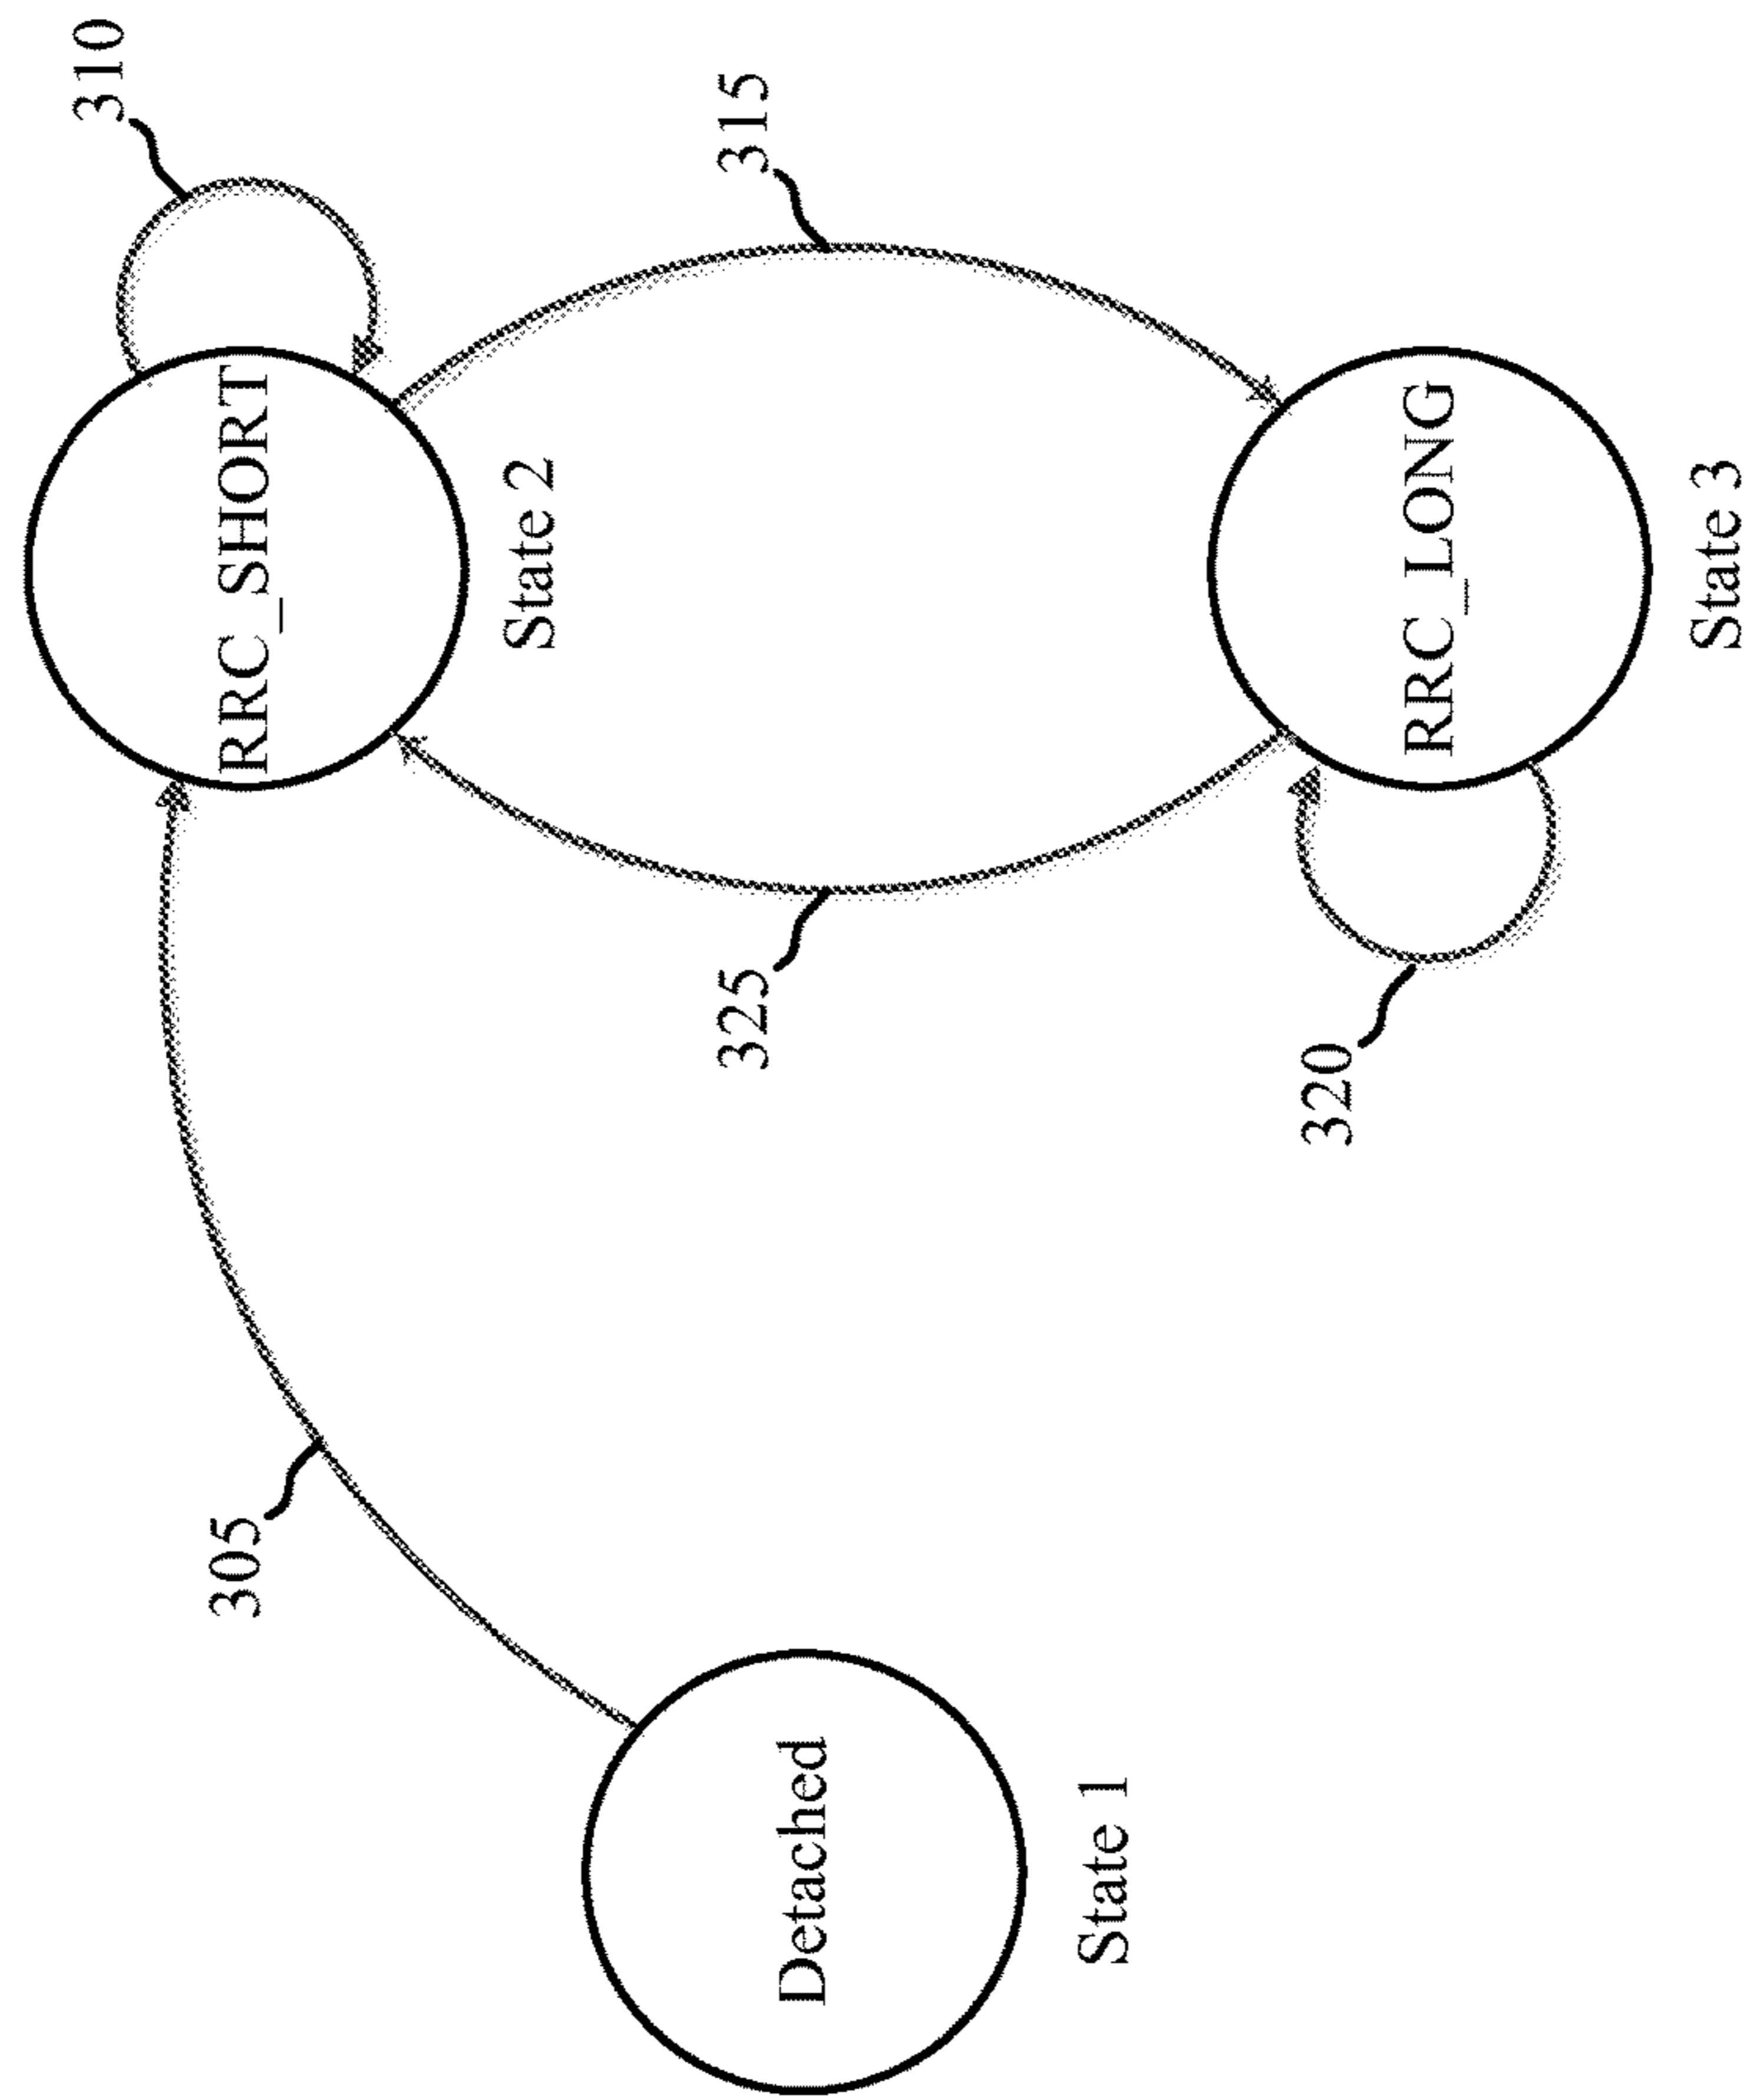 310
RRC_SHORT
305
State 2
315
325
Detached
State 1
RRC_LONG
320
State 3